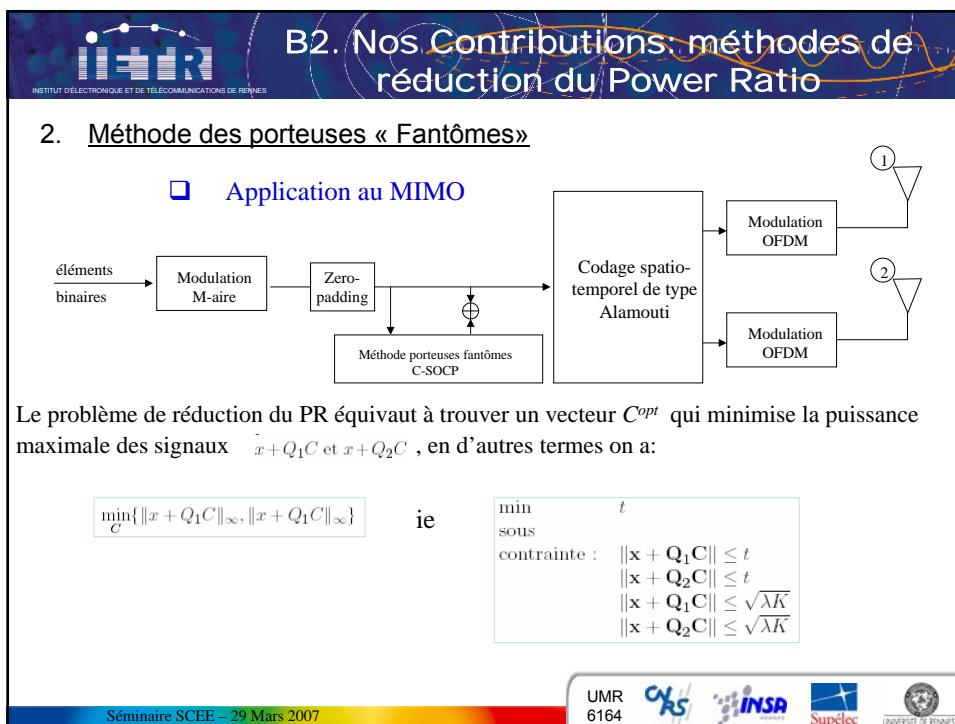 B2. Nos Contributions: méthodes de
réduction du Power Ratio
IETR
INSTITUT D'ÉLECTRONIQUE ET DE TÉLÉCOMMUNICATIONS DE RENNES
2. Méthode des porteuses « Fantômes»
❑ Application au MIMO
éléments
binaires
Modulation
M-aire
Zero-
padding
Méthode porteuses fantômes
C-SOCP
Codage spatio-
temporel de type
Alamouti
Modulation
OFDM
1
Modulation
OFDM
2
Le problème de réduction du PR équivaut à trouver un vecteur C^opt qui minimise la puissance
maximale des signaux x+Q₁C et x+Q₂C , en d'autres termes on a:
min_C{‖x + Q₁C‖∞, ‖x + Q₁C‖∞}
ie
min t
sous
contrainte : ‖x + Q₁C‖ ≤ t
‖x + Q₂C‖ ≤ t
‖x + Q₁C‖ ≤ √λK
‖x + Q₂C‖ ≤ √λK
Séminaire SCEE – 29 Mars 2007
UMR
6164
CNRS
INSA
RENNES
Supélec
UNIVERSITÉ DE RENNES